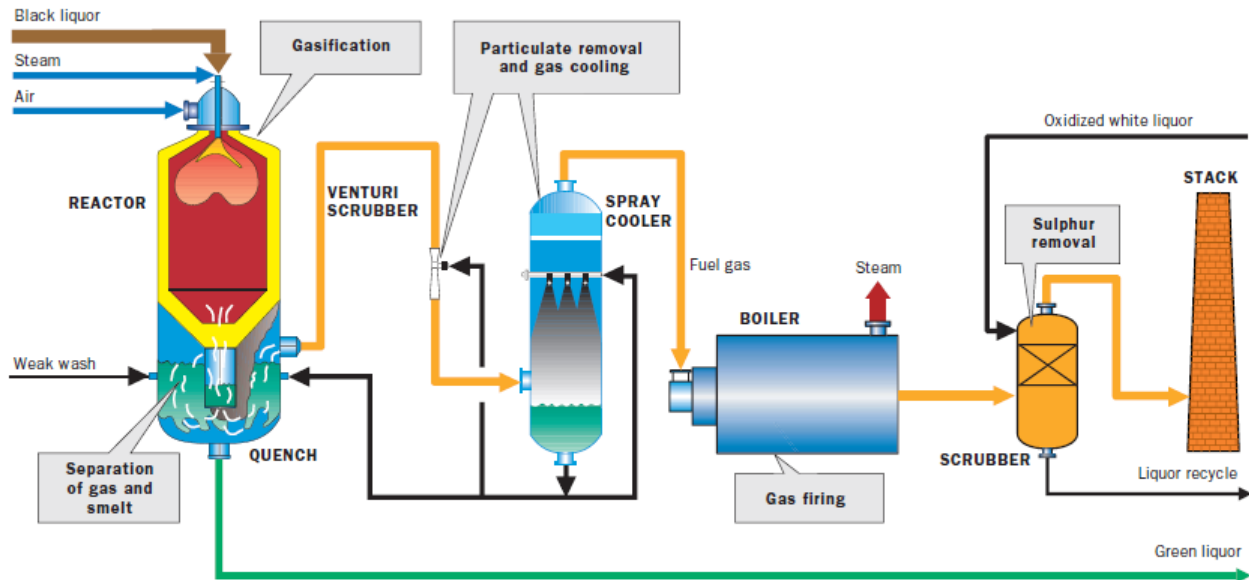 Black liquor
Steam
Air
Gasification
Particulate removal
and gas cooling
Oxidized white liquor
REACTOR
VENTURI
SCRUBBER
SPRAY
COOLER
STACK
Sulphur
removal
Fuel gas
Steam
BOILER
Weak wash
QUENCH
SCRUBBER
Separation
of gas and
smelt
Gas firing
Liquor recycle
Green liquor